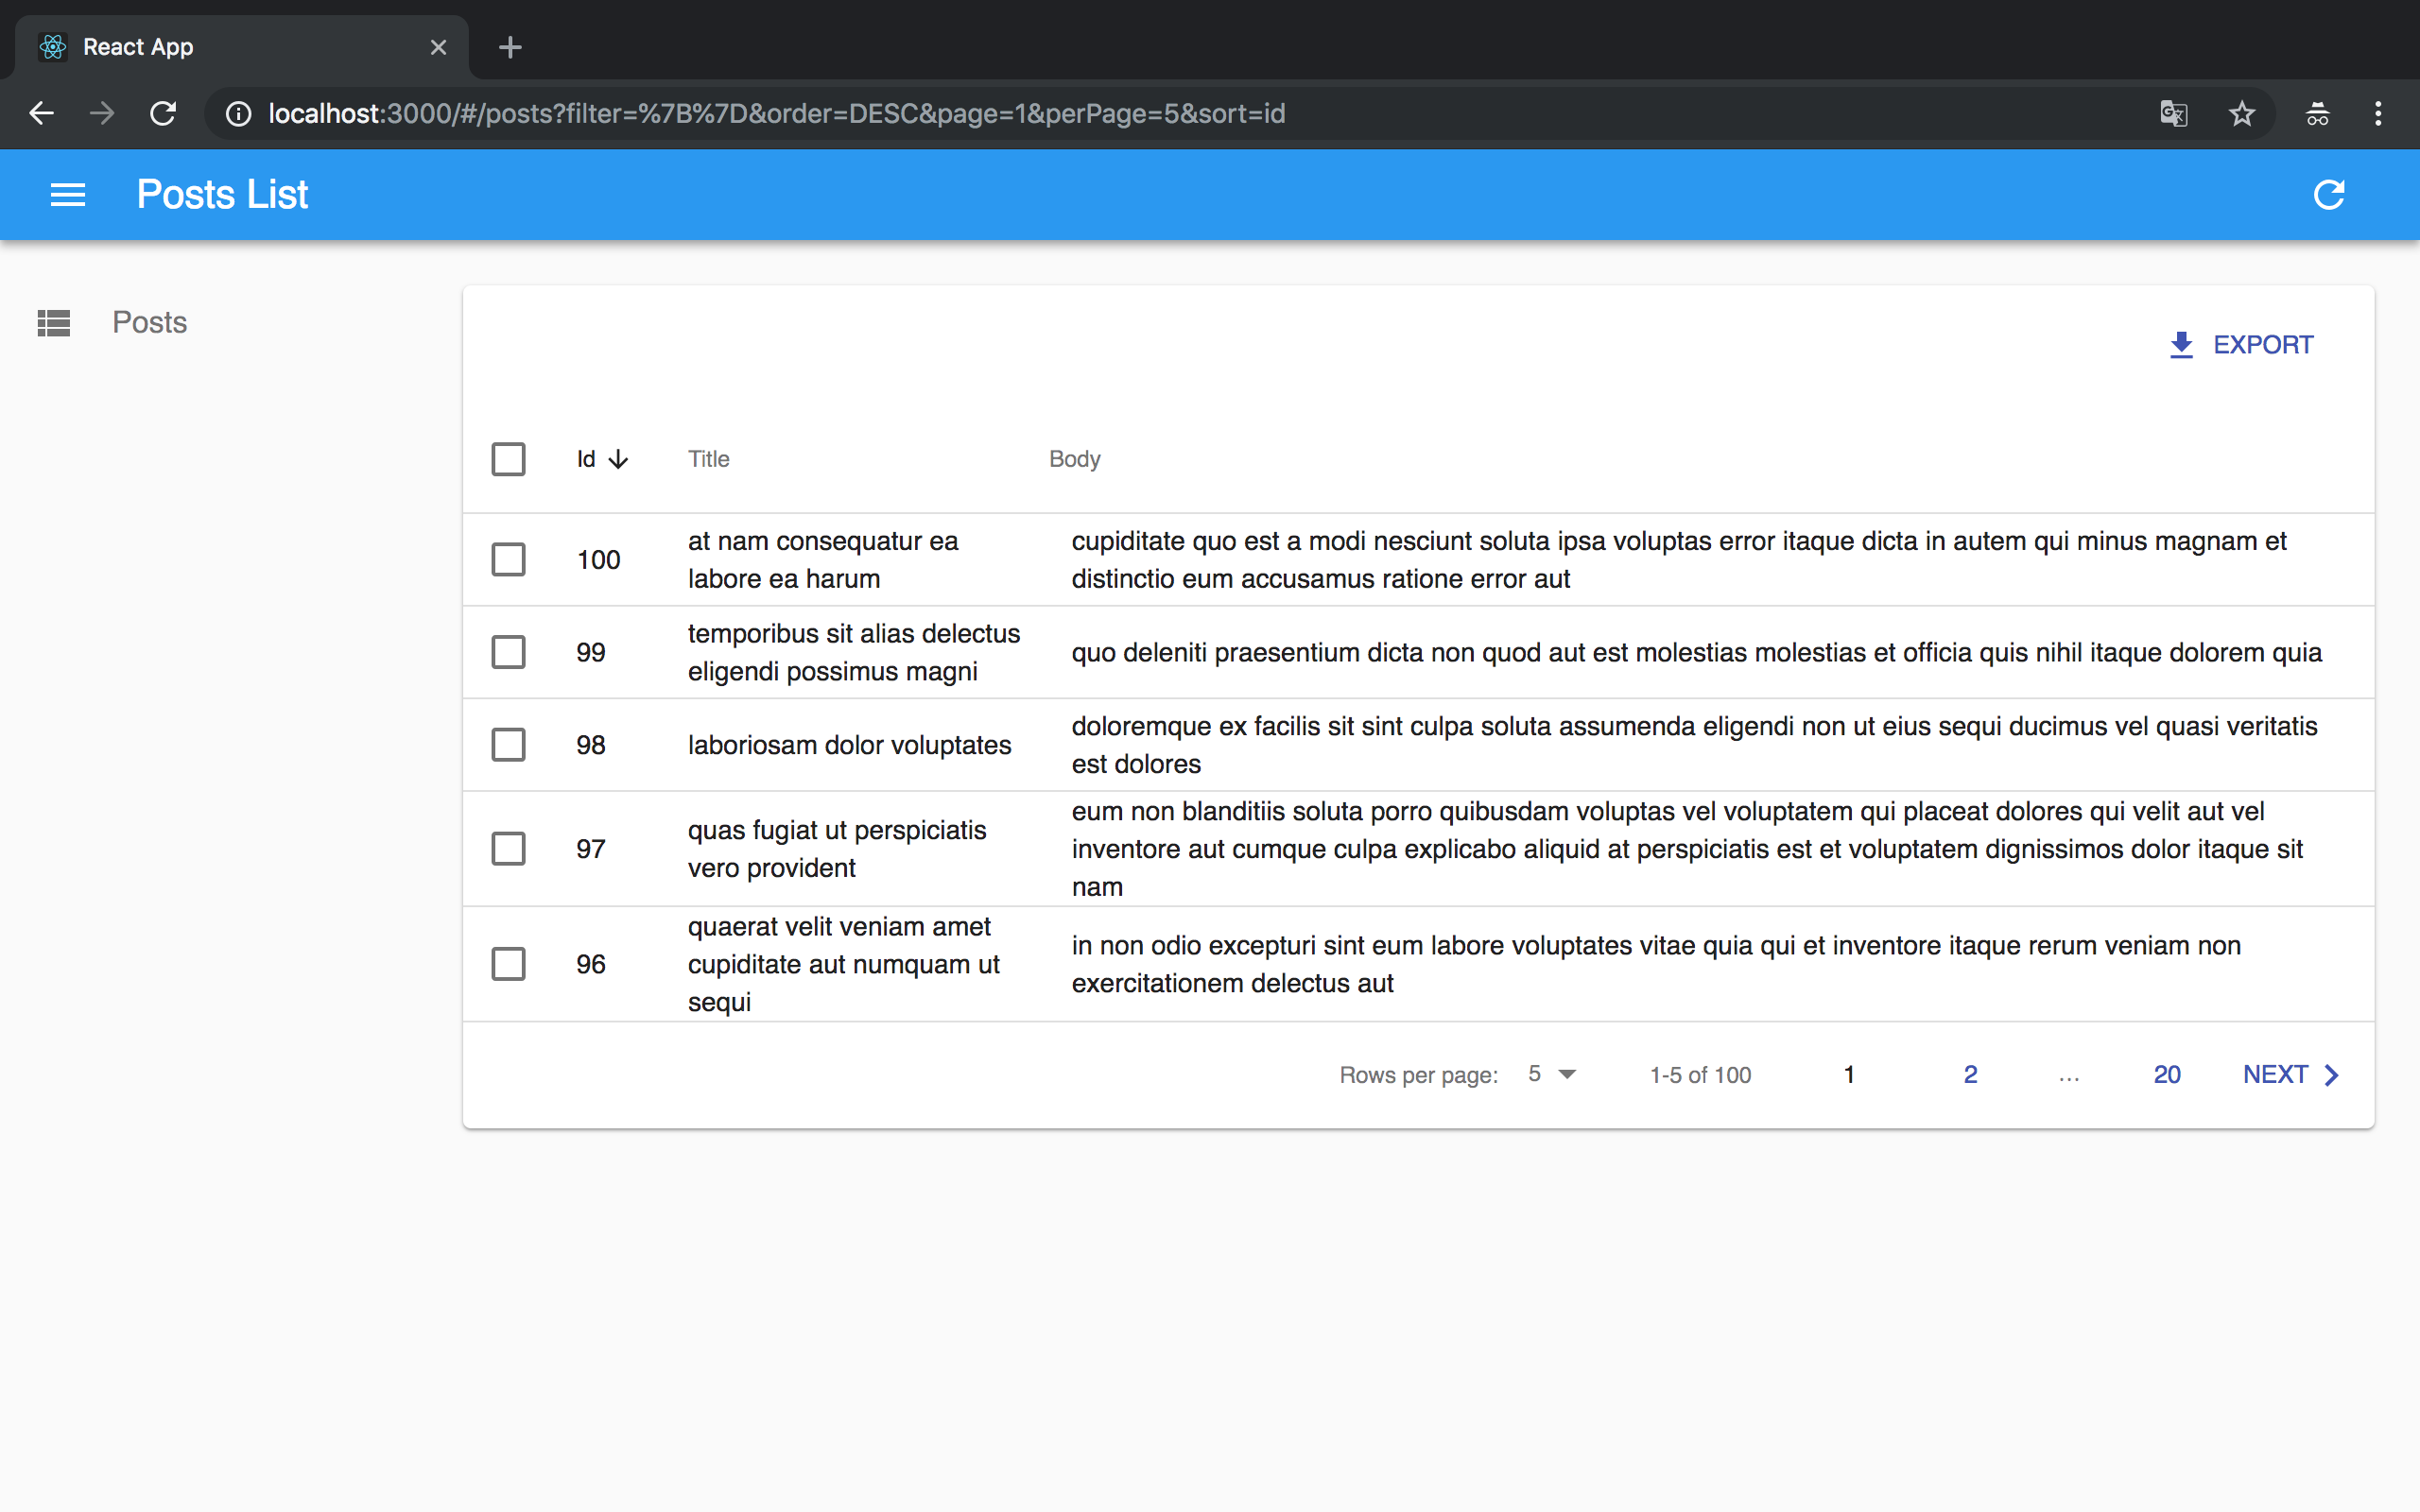 React App
localhost:3000/#/posts?filter=%7B%7D&order=DESC&page=1&perPage=5&sort=id
Posts List
Posts
EXPORT
Id Title Body
100
at nam consequatur ea
labore ea harum
cupiditate quo est a modi nesciunt soluta ipsa voluptas error itaque dicta in autem qui minus magnam et
distinctio eum accusamus ratione error aut
99
temporibus sit alias delectus
eligendi possimus magni
quo deleniti praesentium dicta non quod aut est molestias molestias et officia quis nihil itaque dolorem quia
98
laboriosam dolor voluptates
doloremque ex facilis sit sint culpa soluta assumenda eligendi non ut eius sequi ducimus vel quasi veritatis
est dolores
97
quas fugiat ut perspiciatis
vero provident
eum non blanditiis soluta porro quibusdam voluptas vel voluptatem qui placeat dolores qui velit aut vel
inventore aut cumque culpa explicabo aliquid at perspiciatis est et voluptatem dignissimos dolor itaque sit
nam
96
quaerat velit veniam amet
cupiditate aut numquam ut
sequi
in non odio excepturi sint eum labore voluptates vitae quia qui et inventore itaque rerum veniam non
exercitationem delectus aut
Rows per page: 5 1-5 of 100 1 2 ... 20 NEXT